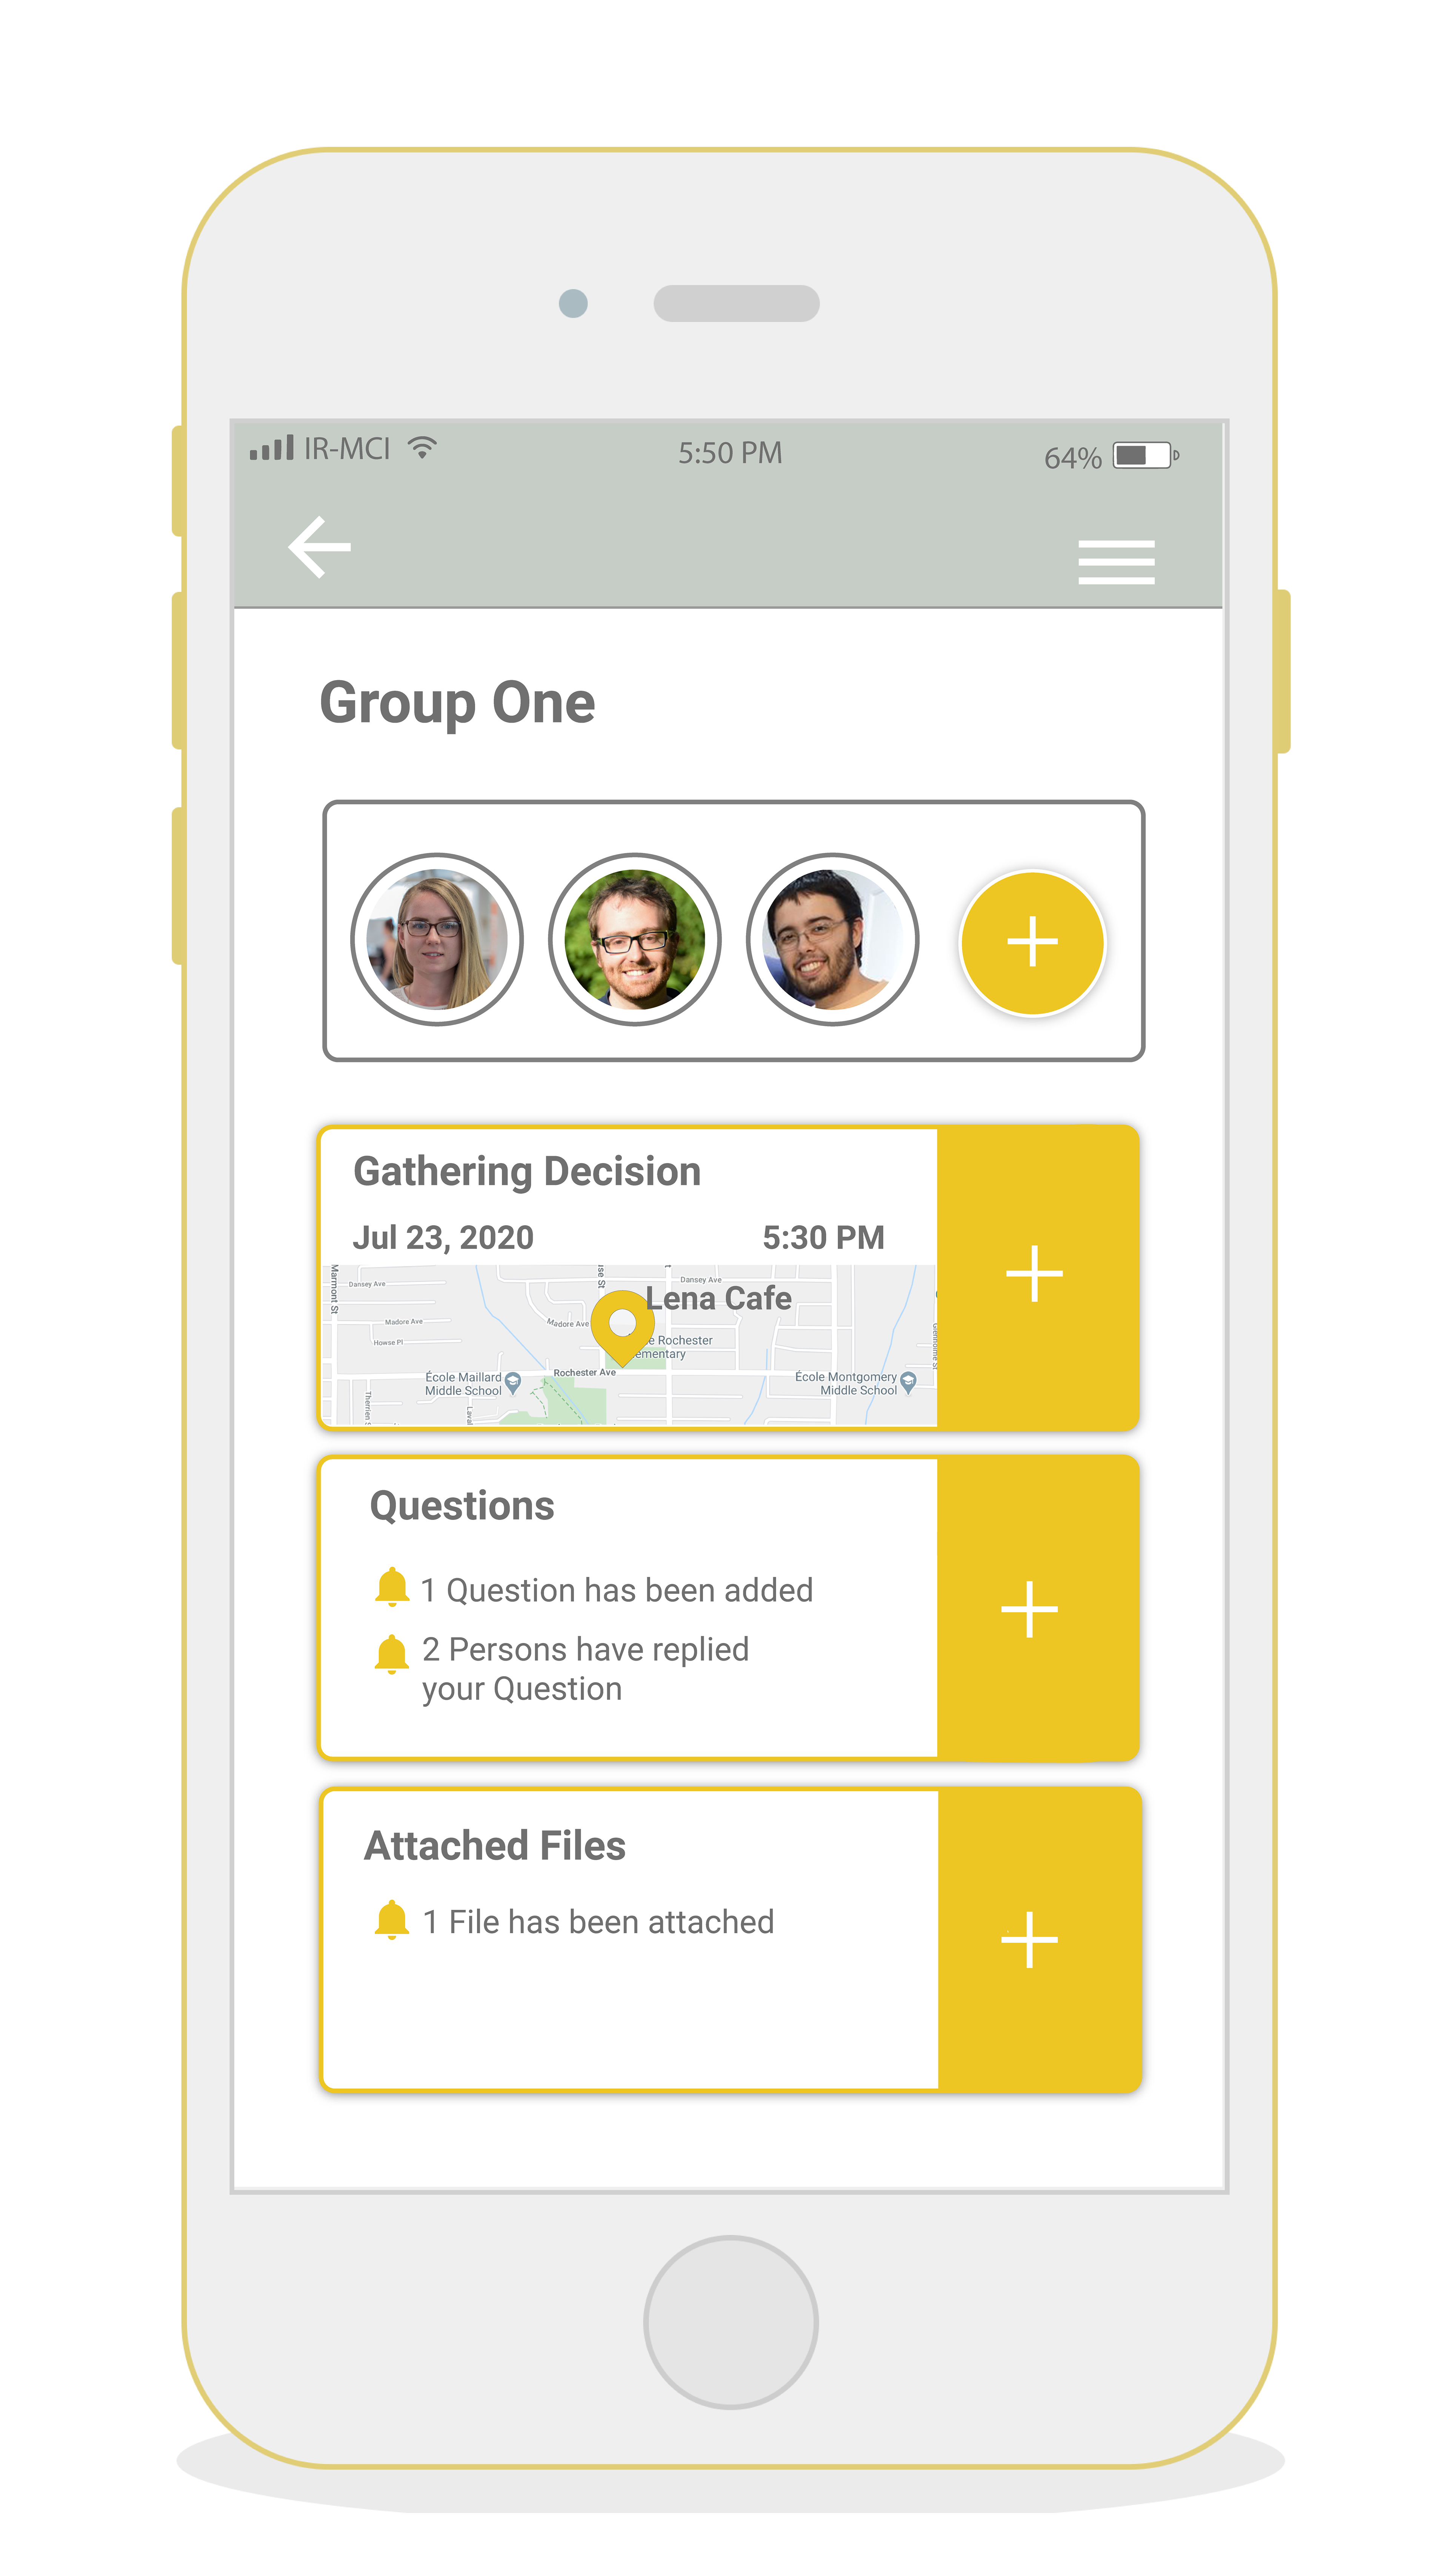 IR-MCI
5:50 PM
64%
Group One
Gathering Decision
Jul 23, 2020 5:30 PM
Marmont St
Dansey Ave
Dansey Ave
Lena Cafe
Madore Ave
Madore Ave
Howse Pl
Rochester
Rochester Ave
École Maillard
Middle School
École Montgomery
Middle School
Questions
1 Question has been added
2 Persons have replied
your Question
Attached Files
1 File has been attached